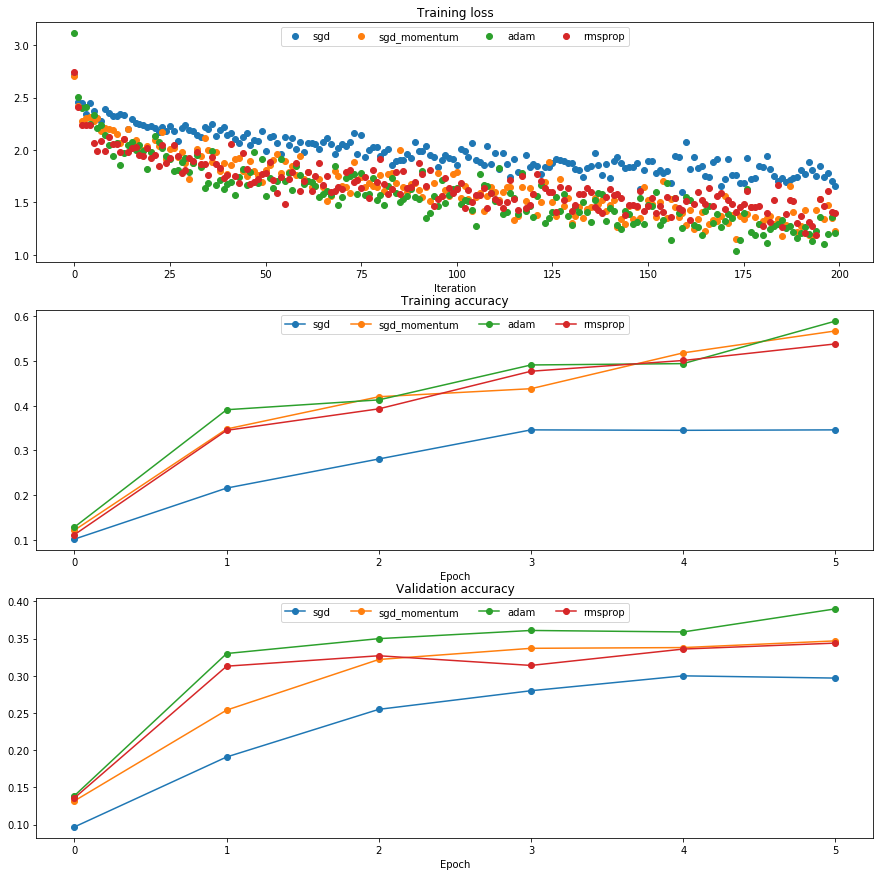 Training loss
sgd sgd_momentum adam rmsprop
3.0
2.5
2.0
1.5
1.0
0 25 50 75 100 125 150 175 200
Iteration
Training accuracy
sgd sgd_momentum adam rmsprop
0.6
0.5
0.4
0.3
0.2
0.1
0 1 2 3 4 5
Epoch
Validation accuracy
sgd sgd_momentum adam rmsprop
0.40
0.35
0.30
0.25
0.20
0.15
0.10
0 1 2 3 4 5
Epoch